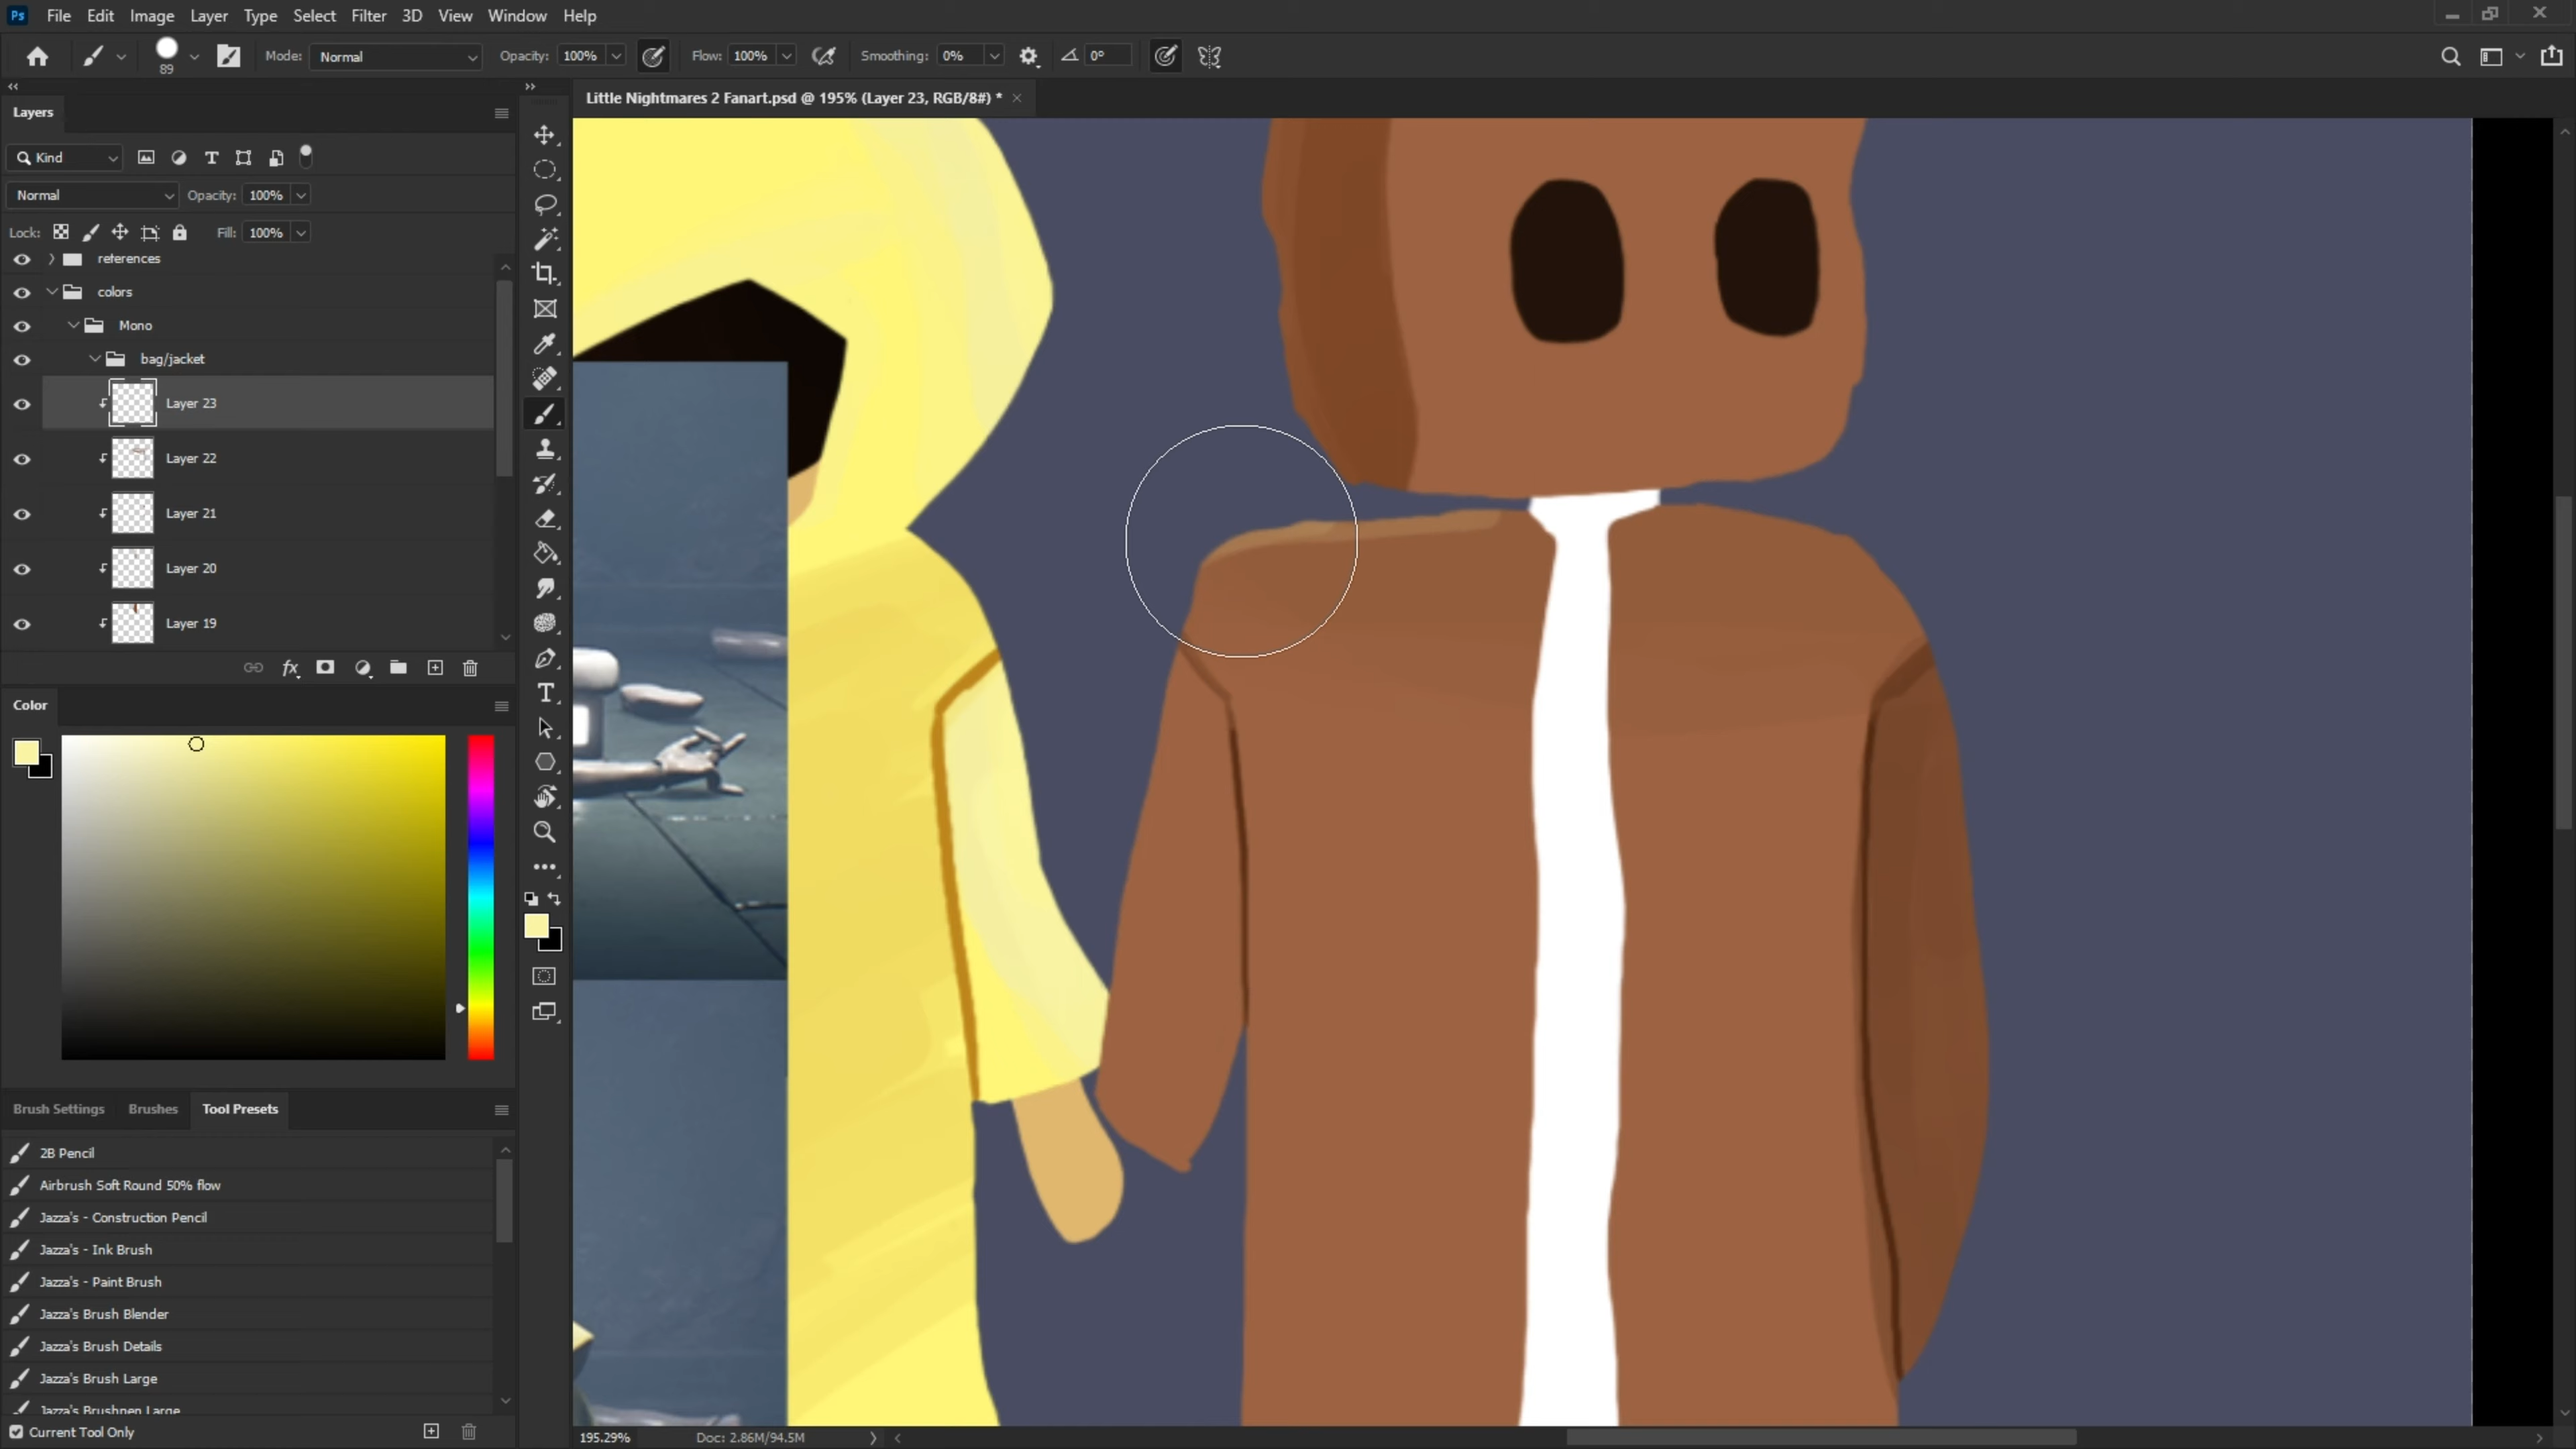 Ps File Edit Image Layer Type Select Filter 3D View Window Help
89 Mode: Normal Opacity: 100% Flow: 100% Smoothing: 0% 0°
Layers
Little Nightmares 2 Fanart.psd @ 195% (Layer 23, RGB/8#) *
Kind
Normal Opacity: 100%
Lock: Fill: 100%
references
colors
Mono
bag/jacket
Layer 23
Layer 22
Layer 21
Layer 20
Layer 19
fx
Color
Brush Settings Brushes Tool Presets
2B Pencil
Airbrush Soft Round 50% flow
Jazza's - Construction Pencil
Jazza's - Ink Brush
Jazza's - Paint Brush
Jazza's Brush Blender
Jazza's Brush Details
Jazza's Brush Large
Jazza's Brushpen Large
Current Tool Only
195.29% Doc: 2.86M/94.5M